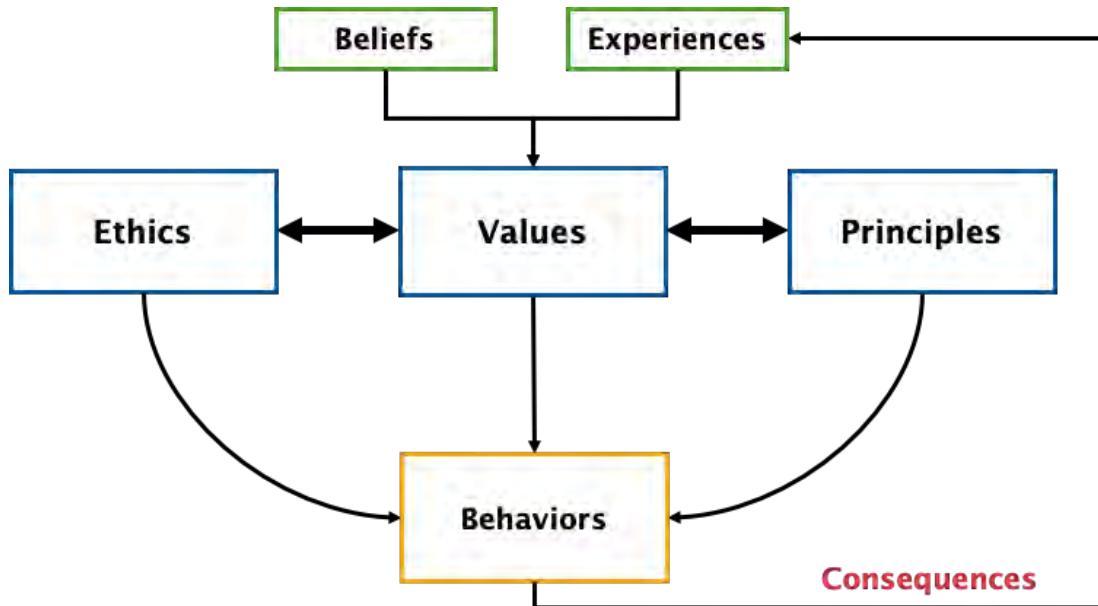 Beliefs
Experiences
Ethics
Values
Principles
Behaviors
Consequences